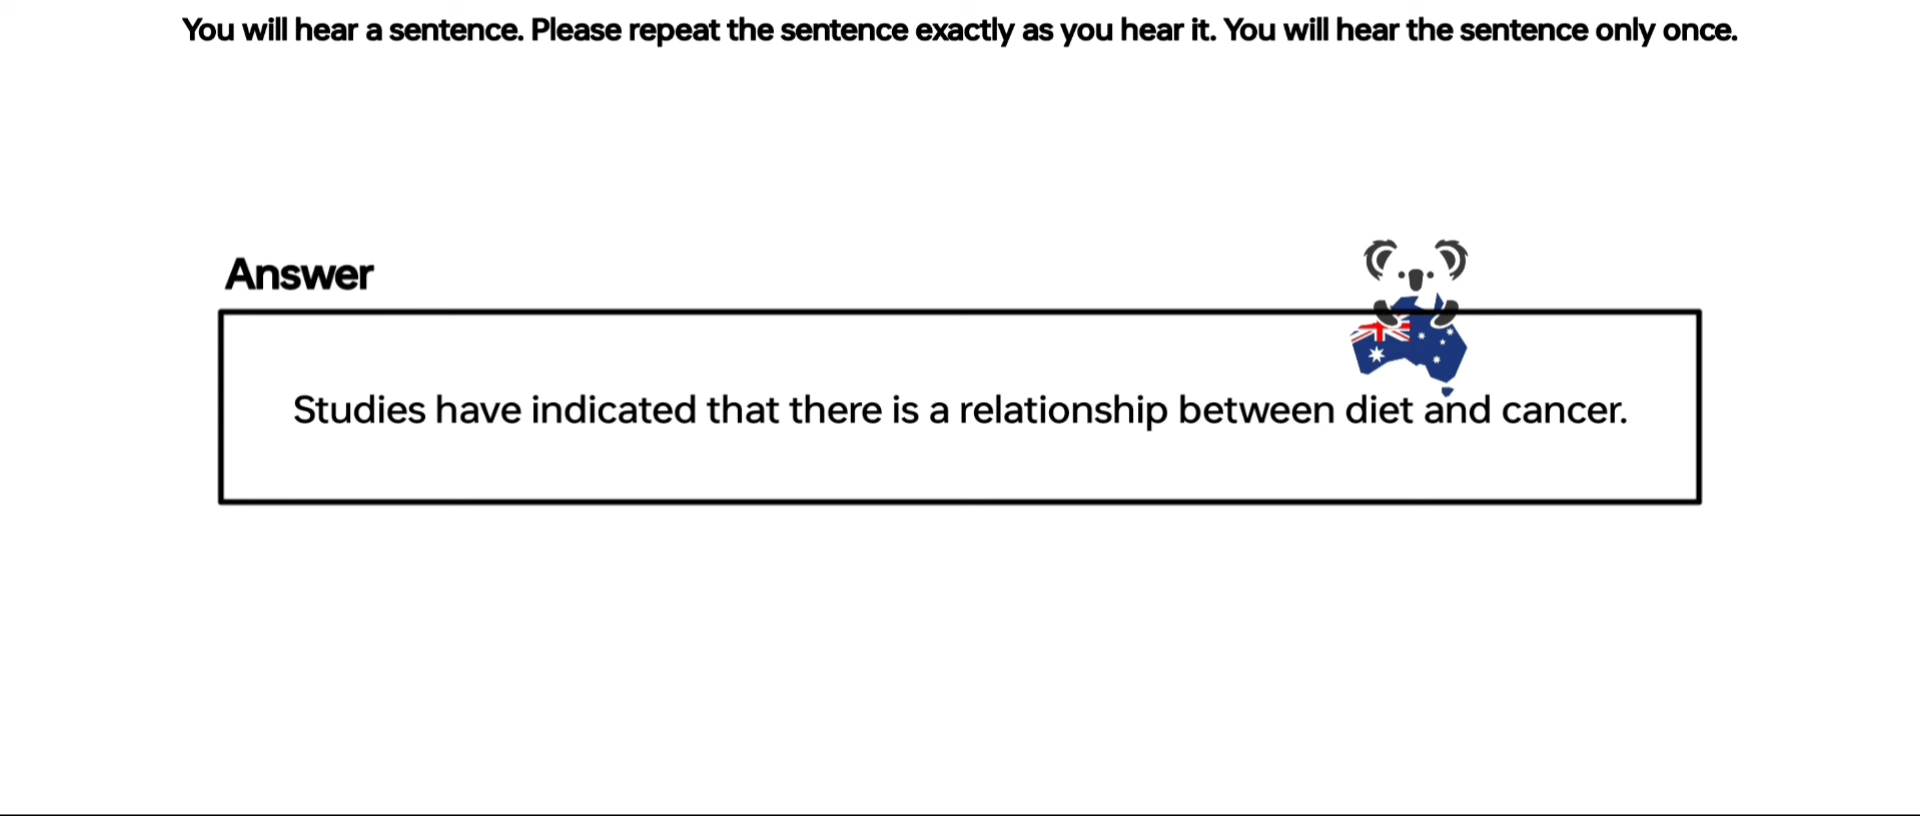 You will hear a sentence. Please repeat the sentence exactly as you hear it. You will hear the sentence only once.
Answer
Studies have indicated that there is a relationship between diet and cancer.